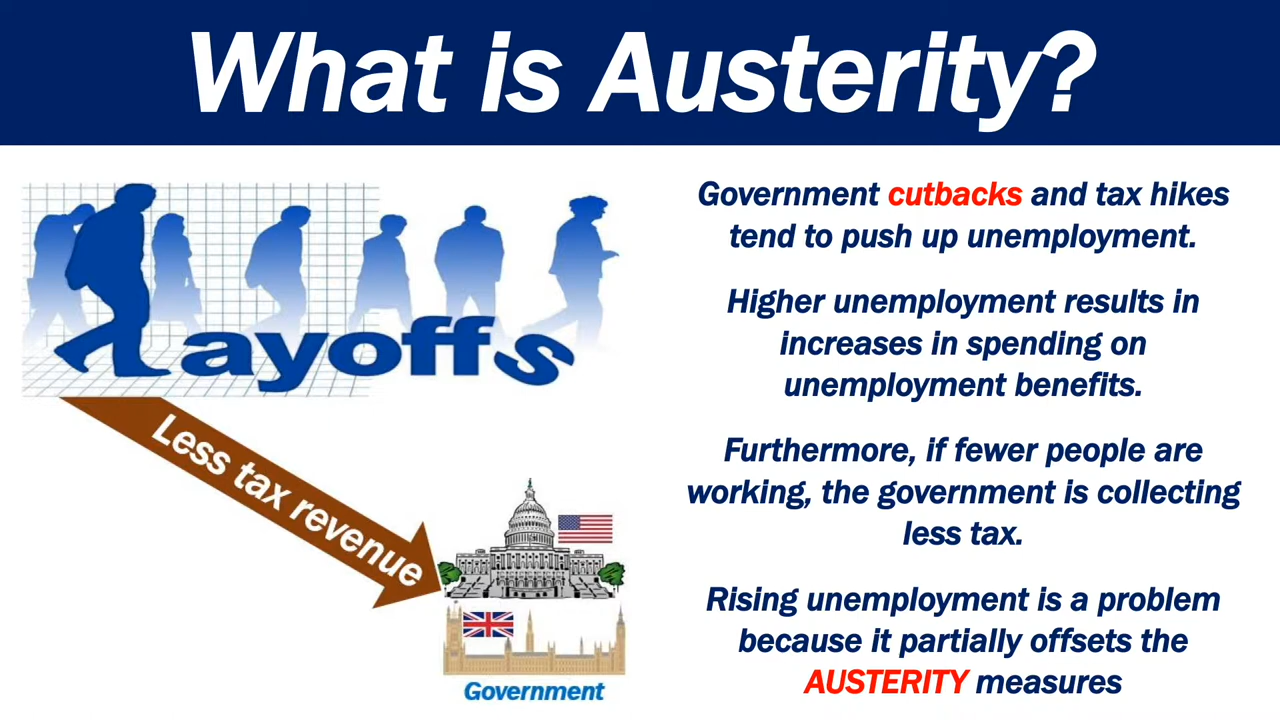 What is Austerity?
Layoffs
Less tax revenue
Government
Government cutbacks and tax hikes
tend to push up unemployment.
Higher unemployment results in
increases in spending on
unemployment benefits.
Furthermore, if fewer people are
working, the government is collecting
less tax.
Rising unemployment is a problem
because it partially offsets the
AUSTERITY measures